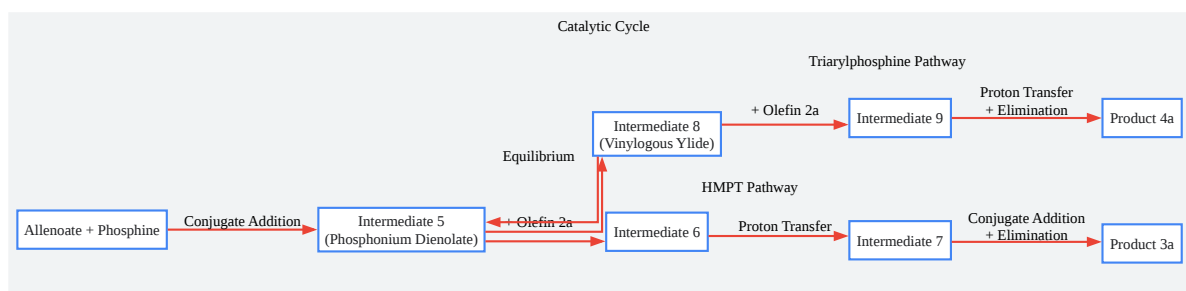 Catalytic Cycle
Triarylphosphine Pathway
Proton Transfer
+ Elimination
+ Olefin 2a
Intermediate 9
Product 4a
Intermediate 8
(Vinylogous Ylide)
Equilibrium
HMPT Pathway
Allenoate + Phosphine
Conjugate Addition
Intermediate 5
(Phosphonium Dienolate)
+ Olefin 2a
Intermediate 6
Proton Transfer
Intermediate 7
Conjugate Addition
+ Elimination
Product 3a